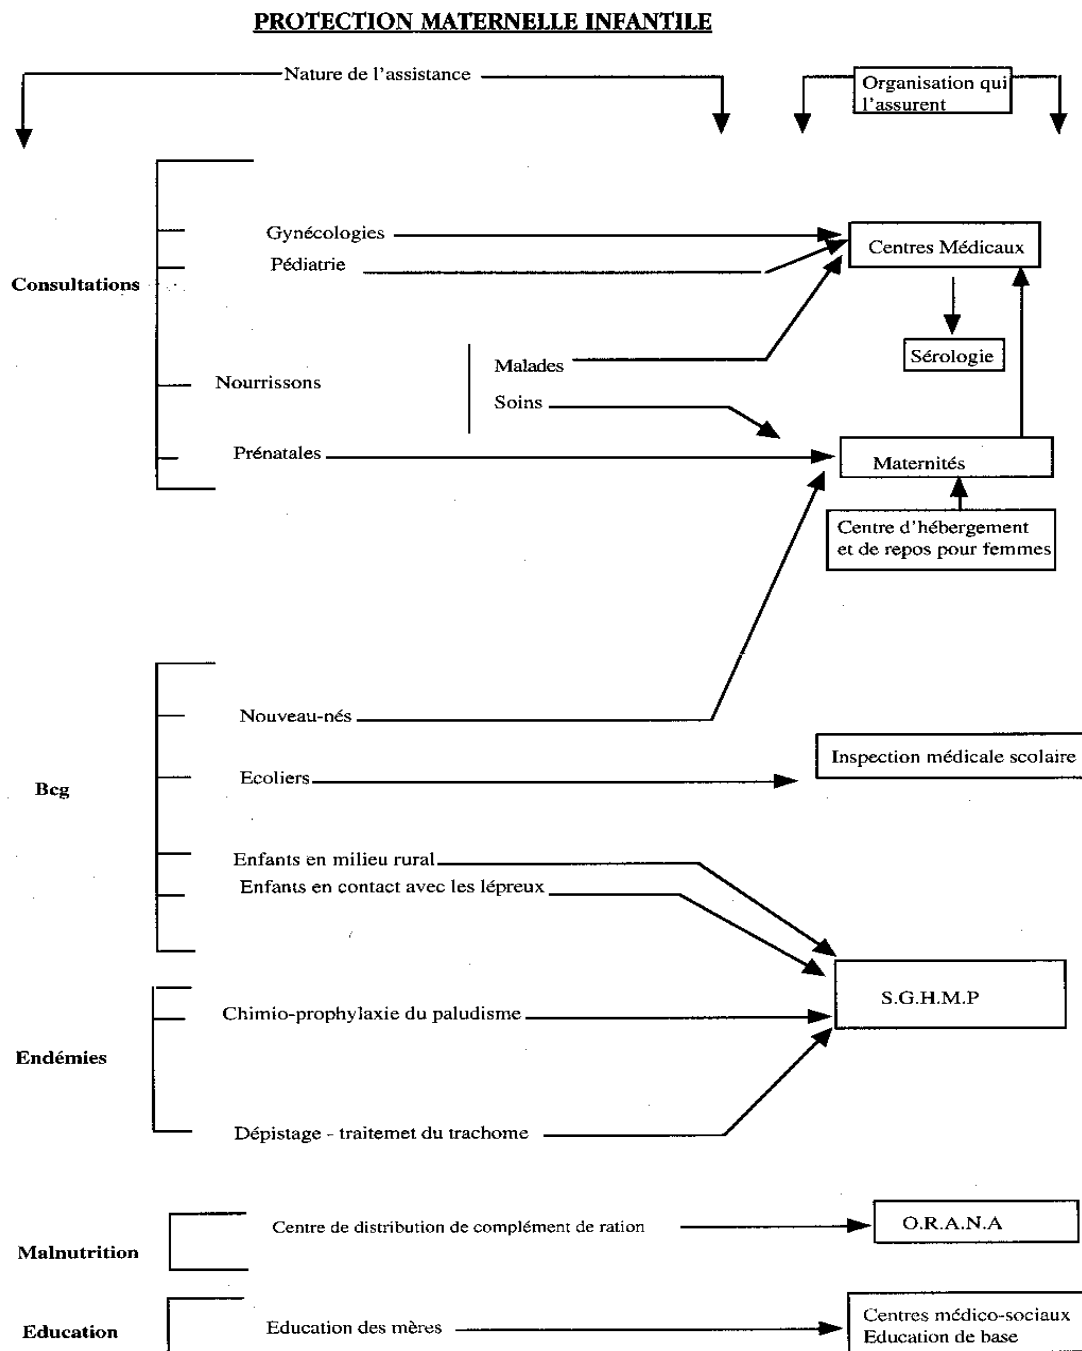 PROTECTION MATERNELLE INFANTILE
Nature de l'assistance
Organisation qui
l'assurent
Gynécologies
Centres Médicaux
Pédiatrie
Consultations
Sérologie
Malades
Nourrissons
Soins
Prénatales
Maternités
Centre d'hébergement
et de repos pour femmes
Nouveau-nés
Inspection médicale scolaire
Ecoliers
Bcg
Enfants en milieu rural
Enfants en contact avec les lépreux
S.G.H.M.P
Chimio-prophylaxie du paludisme
Endémies
Dépistage - traitemet du trachome
Centre de distribution de complément de ration
O.R.A.N.A
Malnutrition
Centres médico-sociaux
Education des mères
Education
Education de base